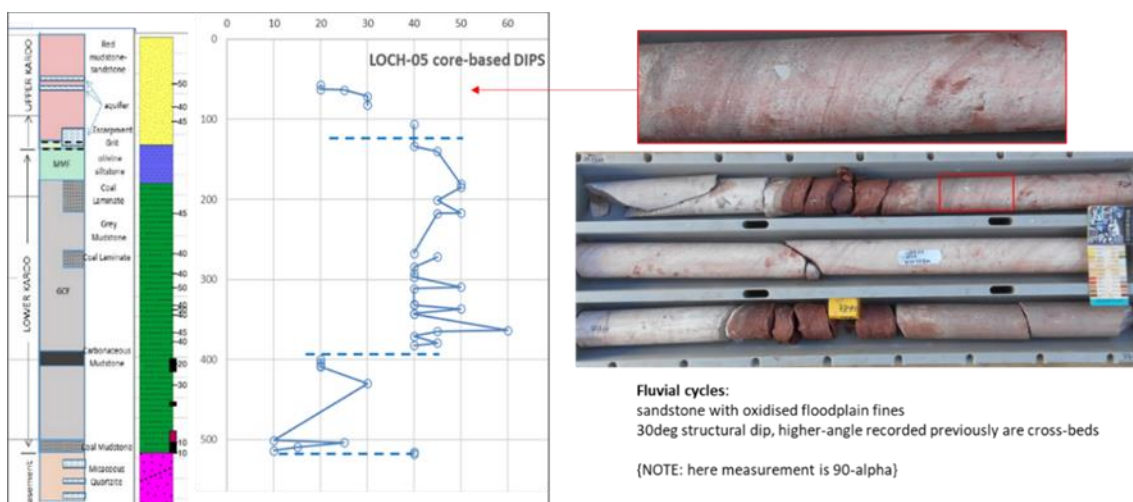 UPPER KAROO
LOWER KAROO
Red
mudstone-
sandstone
aquifer
Escarpment
Grit
MMF
olivine
siltstone
Coal
Laminate
Grey
Mudstone
Coal Laminate
GCF
Carbonaceous
Mudstone
Coal Mudstone
Micaceous
Quartzite
50
40
45
45
40
40
50
45
40
20
30
10
10
0 10 20 30 40 50 60
0
100
200
300
400
500
LOCH-05 core-based DIPS
Fluvial cycles:
sandstone with oxidised floodplain fines
30deg structural dip, higher-angle recorded previously are cross-beds
{NOTE: here measurement is 90-alpha}